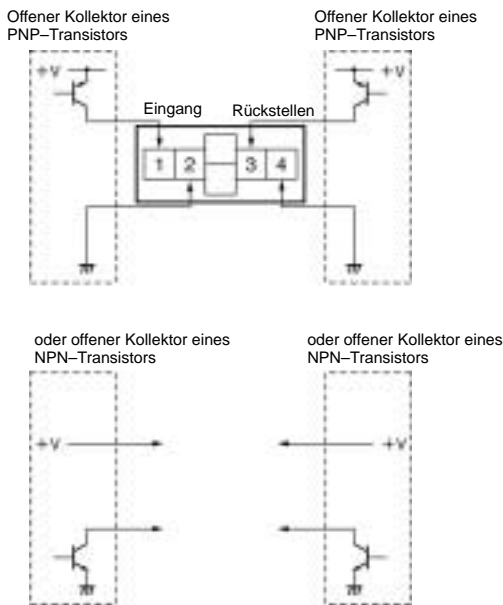 Offener Kollektor eines
PNP–Transistors
Offener Kollektor eines
PNP–Transistors
+V
+V
Eingang
Rückstellen
1 2 3 4
oder offener Kollektor eines
NPN–Transistors
oder offener Kollektor eines
NPN–Transistors
+V
+V